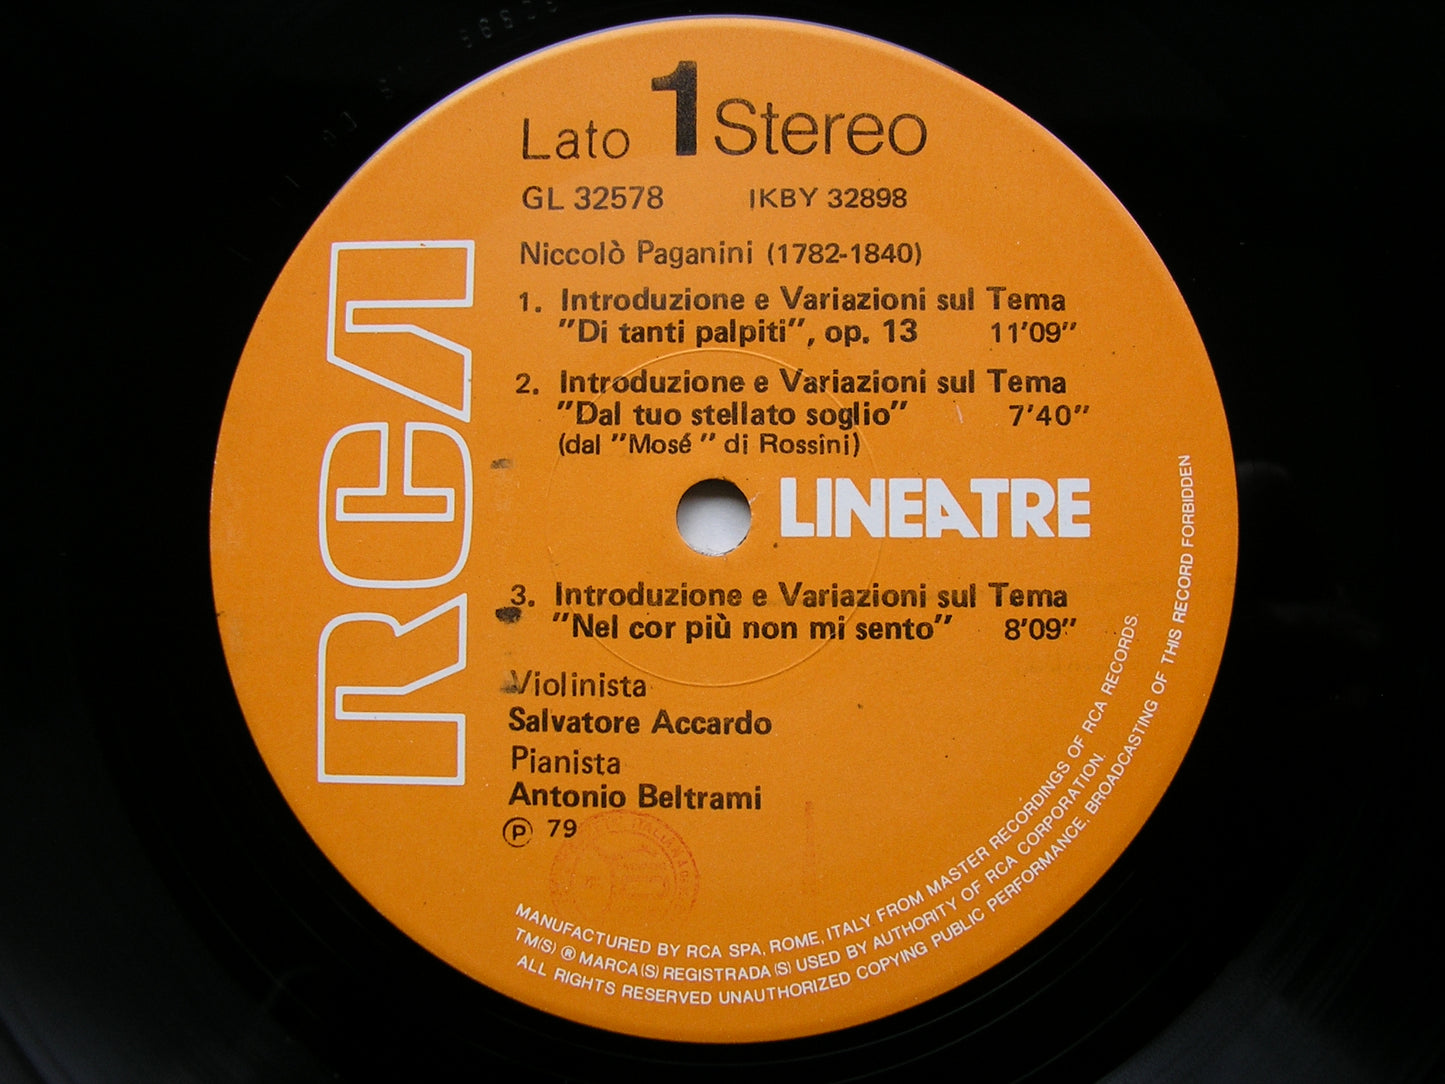 Lato 1 Stereo
GL 32578 IKBY 32898
Niccolò Paganini (1782-1840)
1. Introduzione e Variazioni sul Tema
"Di tanti palpiti", op. 13 11'09"
2. Introduzione e Variazioni sul Tema
"Dal tuo stellato soglio" 7'40"
(dal "Mosé" di Rossini)
RCA
LINEATRE
3. Introduzione e Variazioni sul Tema
"Nel cor più non mi sento" 8'09"
Violinista
Salvatore Accardo
Pianista
Antonio Beltrami
℗ 79
MANUFACTURED BY RCA SPA, ROME, ITALY FROM MASTER RECORDINGS OF RCA RECORDS.
TM(S) ® MARCA(S) REGISTRADA(S) USED BY AUTHORITY OF RCA CORPORATION.
ALL RIGHTS RESERVED UNAUTHORIZED COPYING PUBLIC PERFORMANCE, BROADCASTING OF THIS RECORD FORBIDDEN